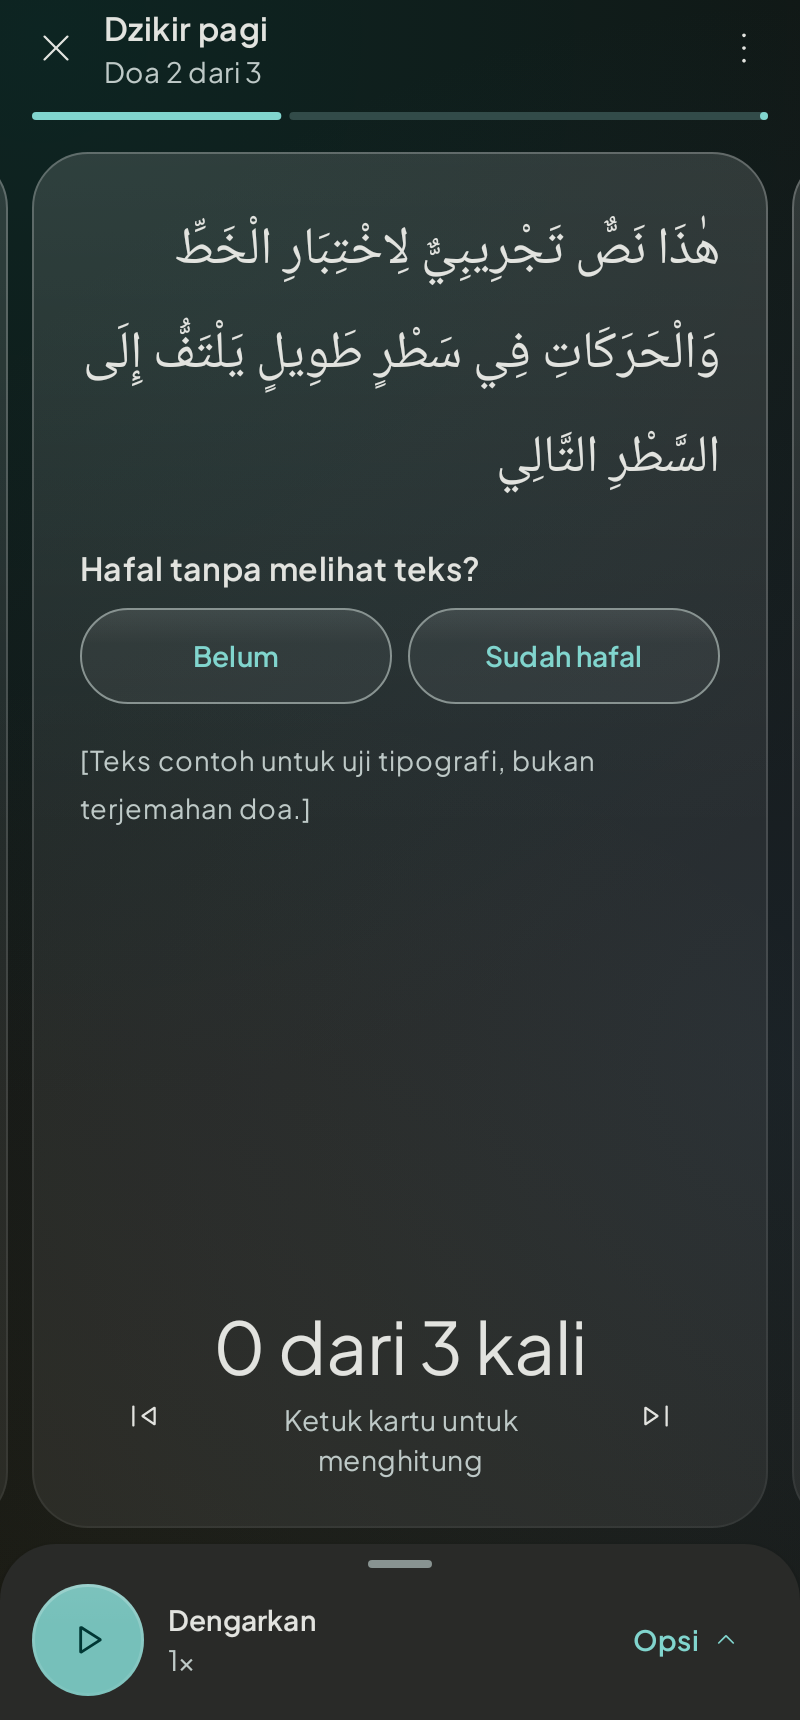 Dzikir pagi
Doa 2 dari 3
هٰذَا نَصٌّ تَجْرِيبِيٌّ لِاخْتِبَارِ الْخَطِّ
وَالْحَرَكَاتِ فِي سَطْرٍ طَوِيلٍ يَلْتَفُّ إِلَى
السَّطْرِ التَّالِي
Hafal tanpa melihat teks?
Belum
Sudah hafal
[Teks contoh untuk uji tipografi, bukan
terjemahan doa.]
0 dari 3 kali
Ketuk kartu untuk
menghitung
Dengarkan
1×
Opsi